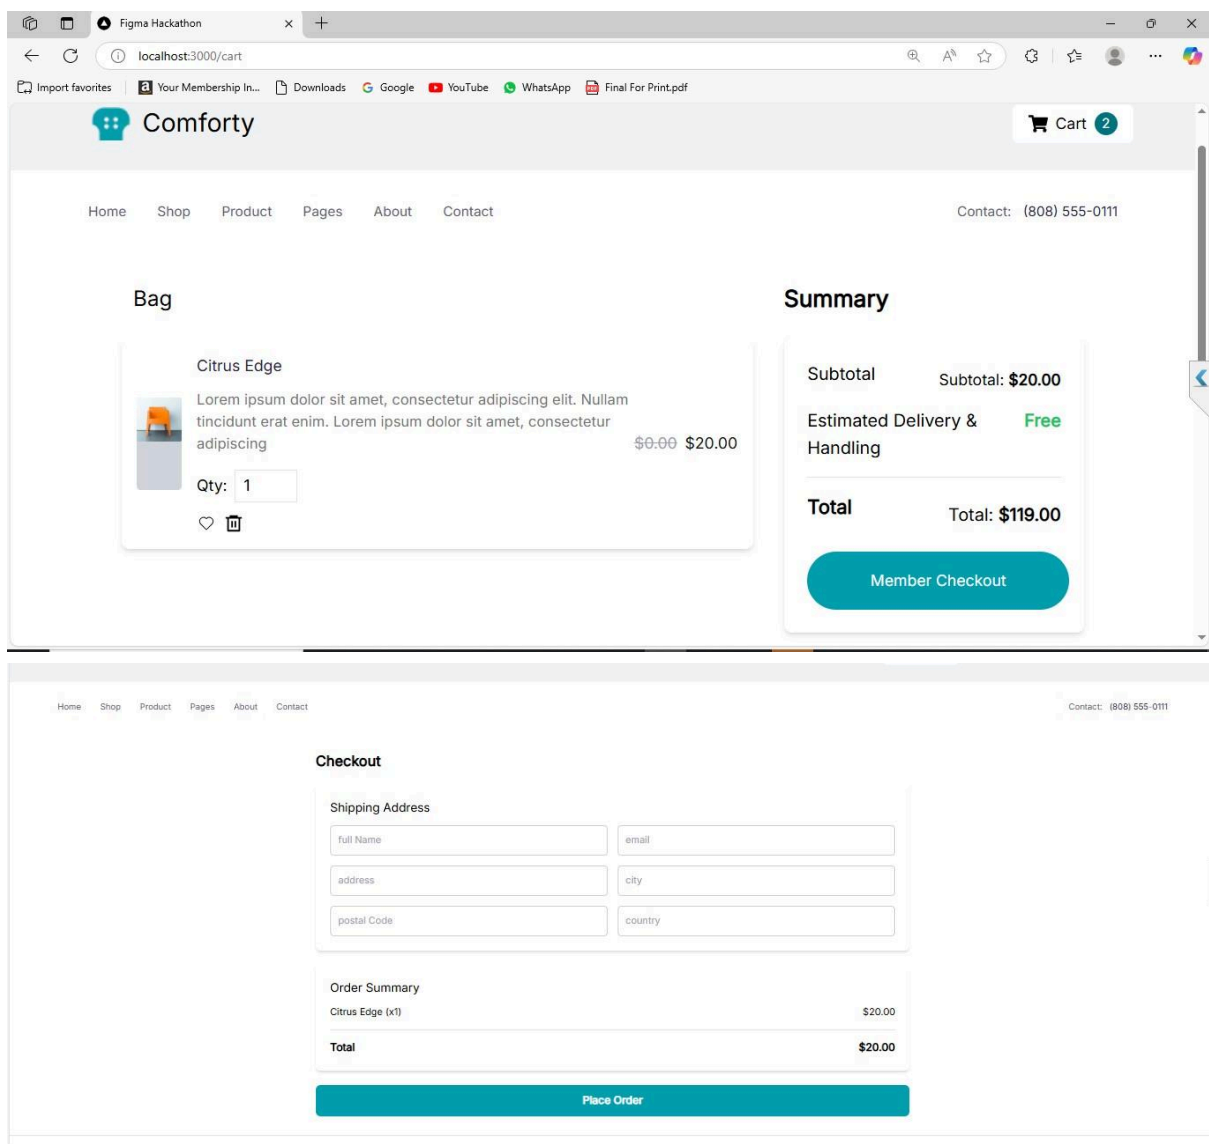 Figma Hackathon
localhost:3000/cart
Import favorites
Your Membership In...
Downloads
Google
YouTube
WhatsApp
Final For Print.pdf
Comforty
Cart 2
Home Shop Product Pages About Contact
Contact: (808) 555-0111
Bag
Citrus Edge
Lorem ipsum dolor sit amet, consectetur adipiscing elit. Nullam
tincidunt erat enim. Lorem ipsum dolor sit amet, consectetur
adipiscing
$0.00 $20.00
Qty: 1
Summary
Subtotal Subtotal: $20.00
Estimated Delivery & Free
Handling
Total Total: $119.00
Member Checkout
Home Shop Product Pages About Contact
Contact: (808) 555-0111
Checkout
Shipping Address
full Name email
address city
postal Code country
Order Summary
Citrus Edge (x1) $20.00
Total $20.00
Place Order